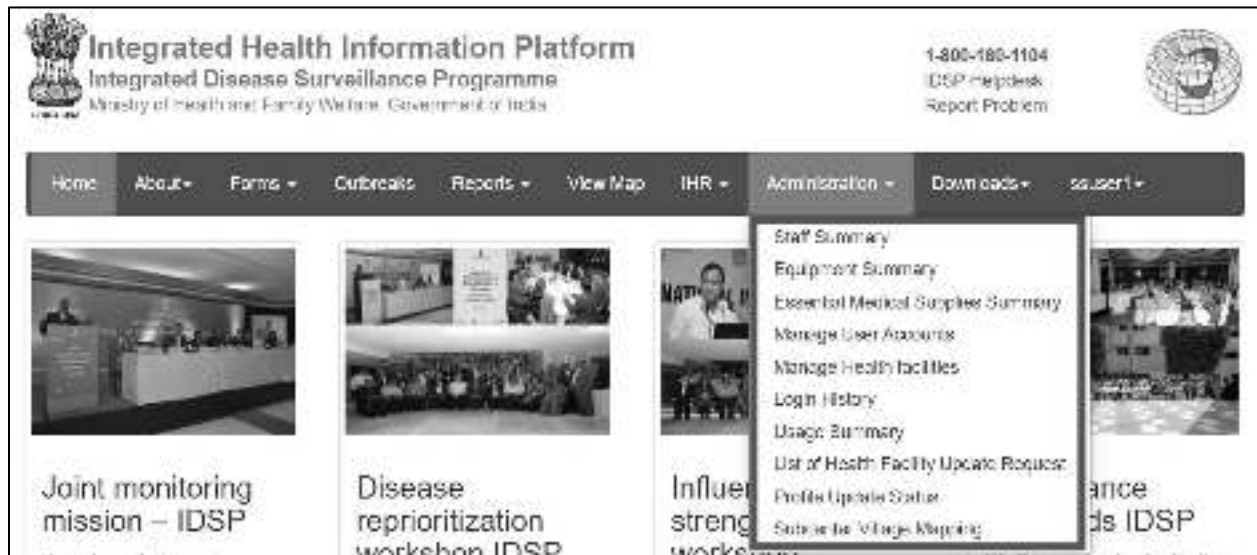 Integrated Health Information Platform
Integrated Disease Surveillance Programme
Ministry of Health and Family Welfare, Government of India
1-800-180-1104
IDSP Helpdesk
Report Problem
Home About Forms Outbreaks Reports View Map IHR Administration Downloads ssuser1
Staff Summary
Equipment Summary
Essential Medical Supplies Summary
Manage User Accounts
Manage Health facilities
Login History
Usage Summary
List of Health Facility Update Request
Profile Update Status
Subcenter Village Mapping
Joint monitoring
mission – IDSP
Disease
reprioritization
workshop IDSP
Influe
streng
works
ance
ds IDSP